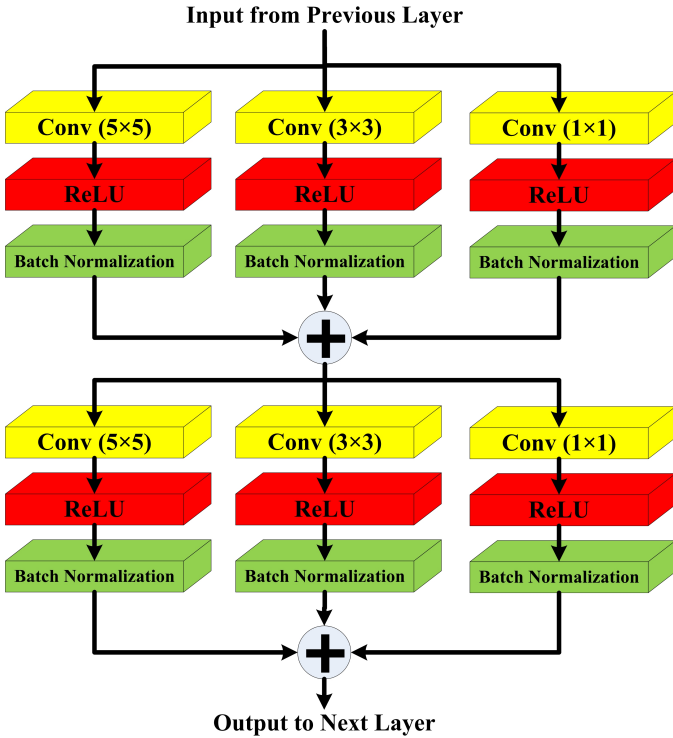 Input from Previous Layer
Conv (5×5)
Conv (3×3)
Conv (1×1)
ReLU
ReLU
ReLU
Batch Normalization
Batch Normalization
Batch Normalization
Conv (5×5)
Conv (3×3)
Conv (1×1)
ReLU
ReLU
ReLU
Batch Normalization
Batch Normalization
Batch Normalization
Output to Next Layer